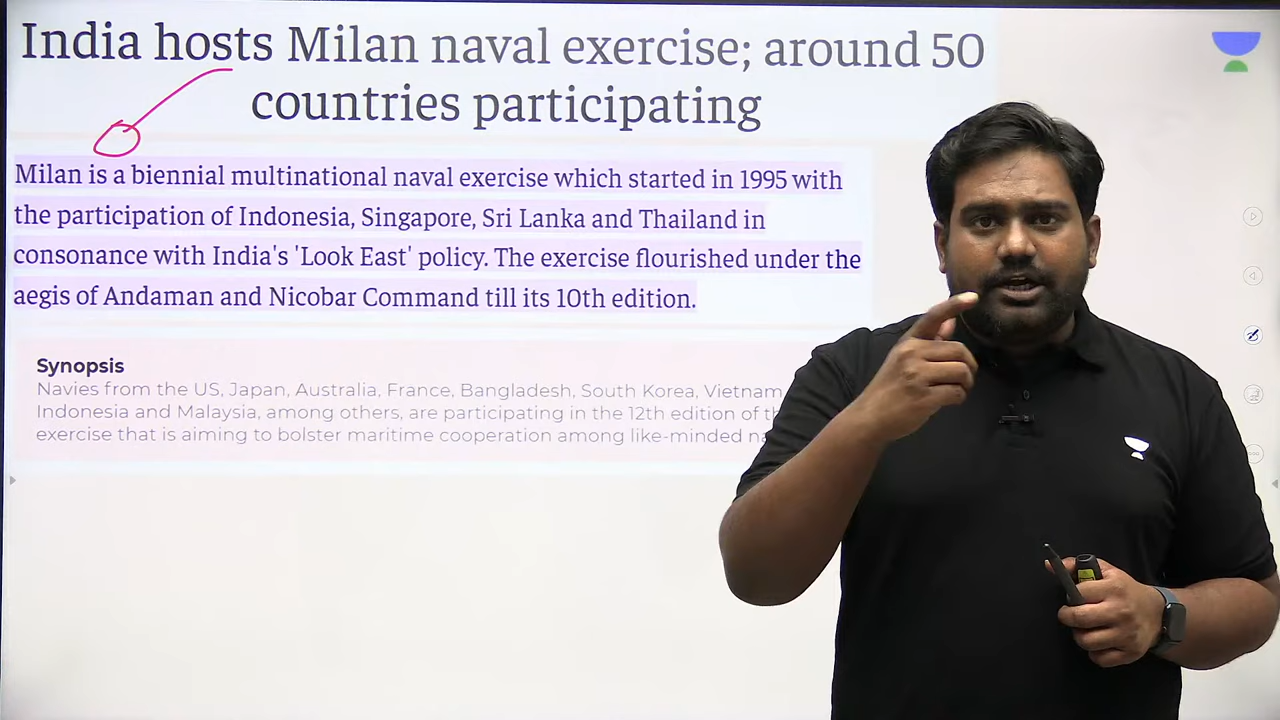 India hosts Milan naval exercise; around 50
countries participating
Milan is a biennial multinational naval exercise which started in 1995 with
the participation of Indonesia, Singapore, Sri Lanka and Thailand in
consonance with India's 'Look East' policy. The exercise flourished under the
aegis of Andaman and Nicobar Command till its 10th edition.
Synopsis
Navies from the US, Japan, Australia, France, Bangladesh, South Korea, Vietnam
Indonesia and Malaysia, among others, are participating in the 12th edition of
exercise that is aiming to bolster maritime cooperation among like-minded